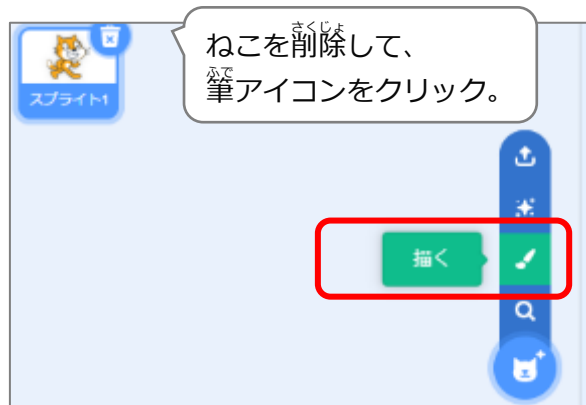 ねこを削除して、
筆アイコンをクリック。
スプライト1
描く